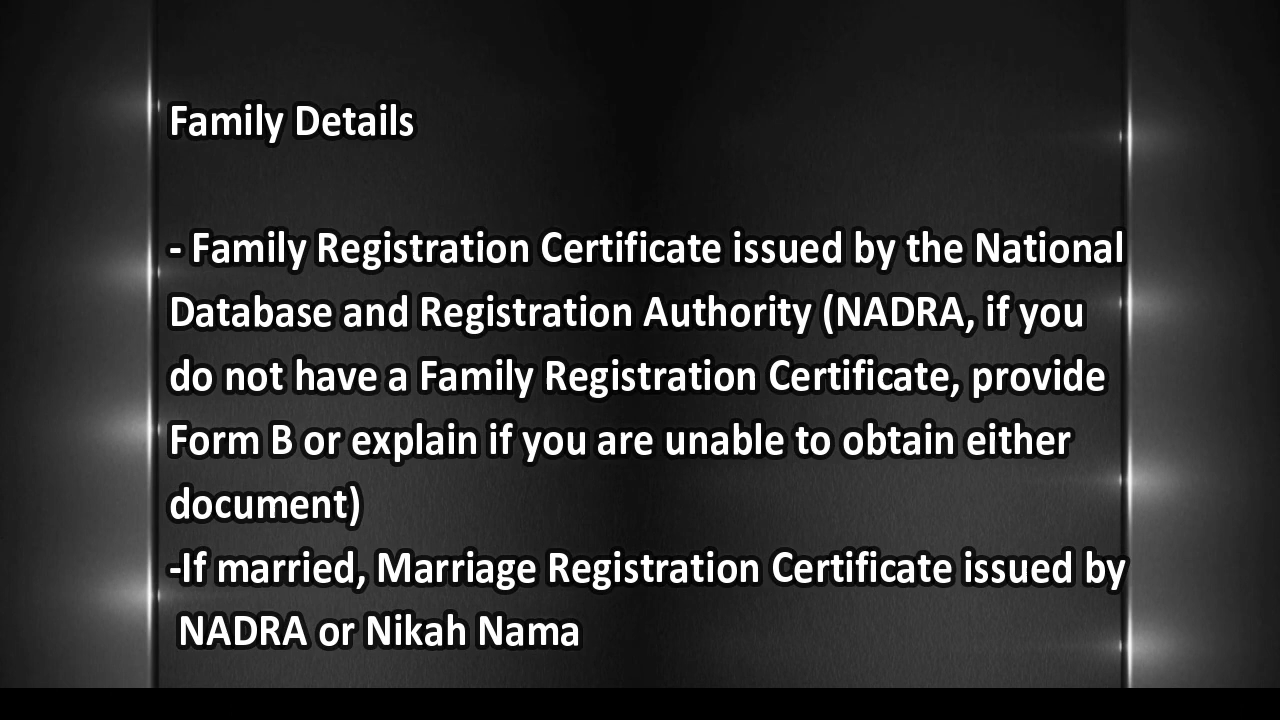 Family Details
- Family Registration Certificate issued by the National
Database and Registration Authority (NADRA, if you
do not have a Family Registration Certificate, provide
Form B or explain if you are unable to obtain either
document)
-If married, Marriage Registration Certificate issued by
NADRA or Nikah Nama